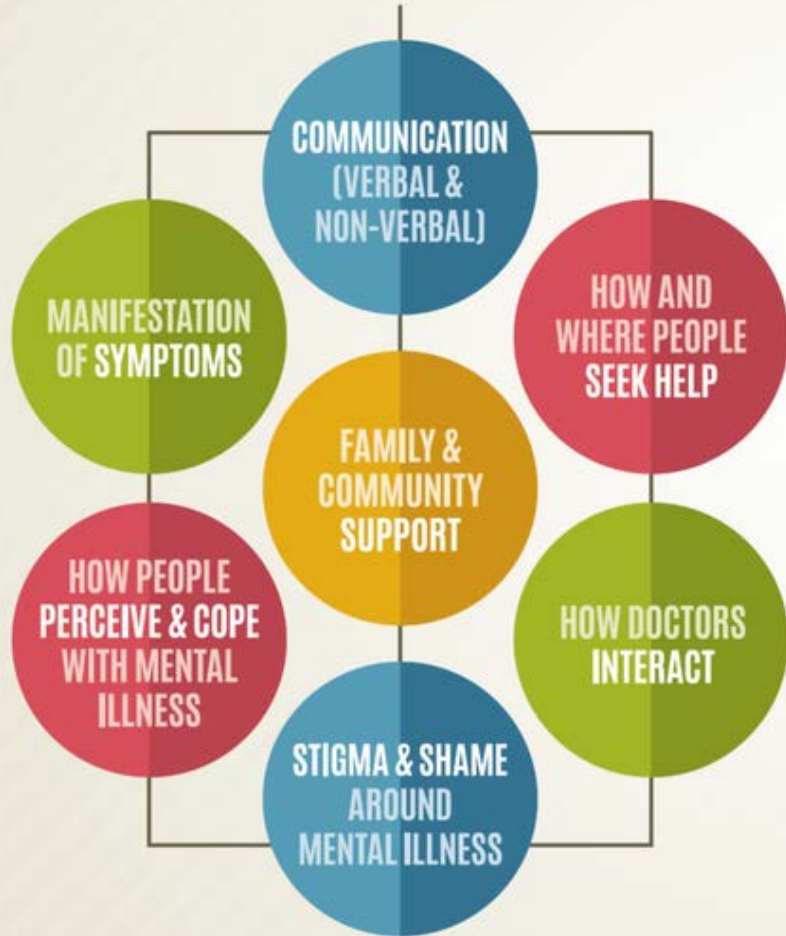 COMMUNICATION
(VERBAL &
NON-VERBAL)
MANIFESTATION
OF SYMPTOMS
HOW AND
WHERE PEOPLE
SEEK HELP
FAMILY &
COMMUNITY
SUPPORT
HOW PEOPLE
PERCEIVE & COPE
WITH MENTAL
ILLNESS
HOW DOCTORS
INTERACT
STIGMA & SHAME
AROUND
MENTAL ILLNESS